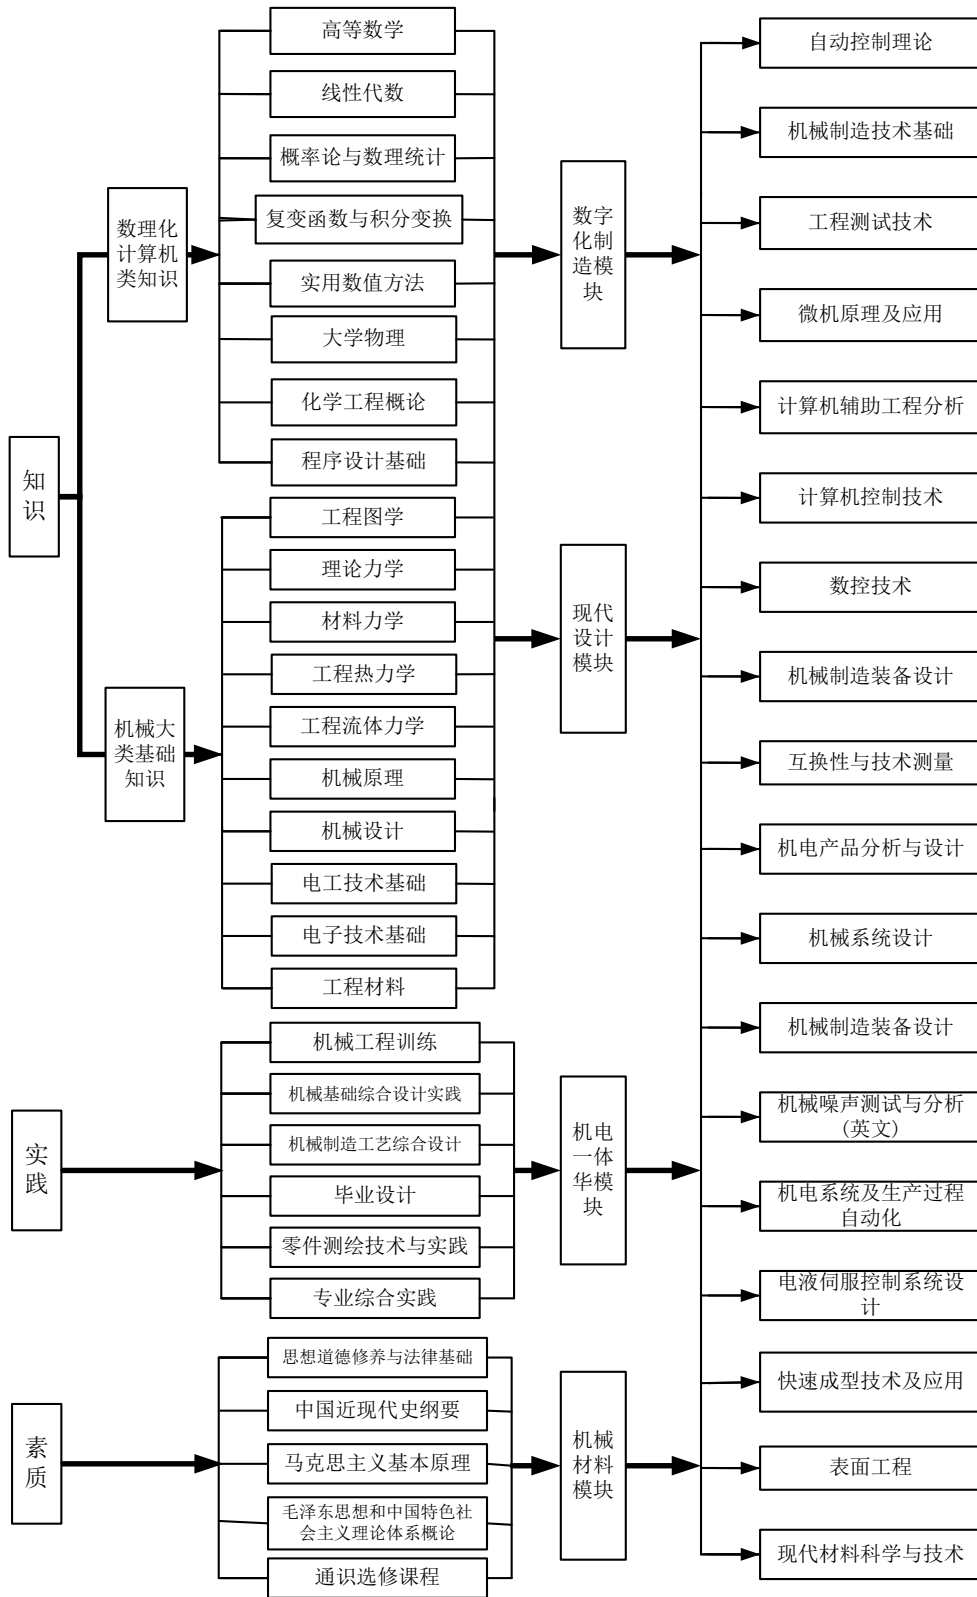 知
识
实
践
素
质
数理化
计算机
类知识
机械大
类基础
知识
高等数学
线性代数
概率论与数理统计
复变函数与积分变换
实用数值方法
大学物理
化学工程概论
程序设计基础
工程图学
理论力学
材料力学
工程热力学
工程流体力学
机械原理
机械设计
电工技术基础
电子技术基础
工程材料
机械工程训练
机械基础综合设计实践
机械制造工艺综合设计
毕业设计
零件测绘技术与实践
专业综合实践
思想道德修养与法律基础
中国近现代史纲要
马克思主义基本原理
毛泽东思想和中国特色社
会主义理论体系概论
通识选修课程
数字
化制
造模
块
现代
设计
模块
机电
一体
华模
块
机械
材料
模块
自动控制理论
机械制造技术基础
工程测试技术
微机原理及应用
计算机辅助工程分析
计算机控制技术
数控技术
机械制造装备设计
互换性与技术测量
机电产品分析与设计
机械系统设计
机械制造装备设计
机械噪声测试与分析
(英文)
机电系统及生产过程
自动化
电液伺服控制系统设
计
快速成型技术及应用
表面工程
现代材料科学与技术